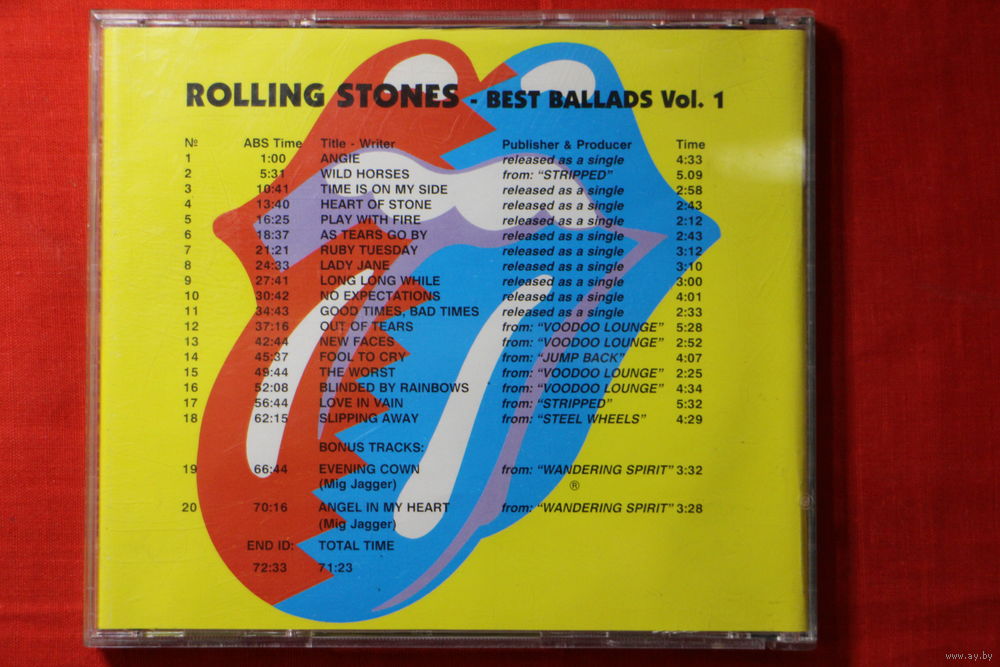 ROLLING STONES - BEST BALLADS Vol. 1
№ ABS Time Title - Writer Publisher & Producer Time
1 1:00 ANGIE released as a single 4:33
2 5:31 WILD HORSES from: “STRIPPED” 5.09
3 10:41 TIME IS ON MY SIDE released as a single 2:58
4 13:40 HEART OF STONE released as a single 2:43
5 16:25 PLAY WITH FIRE released as a single 2:12
6 18:37 AS TEARS GO BY released as a single 2:43
7 21:21 RUBY TUESDAY released as a single 3:12
8 24:33 LADY JANE released as a single 3:10
9 27:41 LONG LONG WHILE released as a single 3:00
10 30:42 NO EXPECTATIONS released as a single 4:01
11 34:43 GOOD TIMES, BAD TIMES released as a single 2:33
12 37:16 OUT OF TEARS from: “VOODOO LOUNGE” 5:28
13 42:44 NEW FACES from: “VOODOO LOUNGE” 2:52
14 45:37 FOOL TO CRY from: “JUMP BACK” 4:07
15 49:44 THE WORST from: “VOODOO LOUNGE” 2:25
16 52:08 BLINDED BY RAINBOWS from: “VOODOO LOUNGE” 4:34
17 56:44 LOVE IN VAIN from: “STRIPPED” 5:32
18 62:15 SLIPPING AWAY from: “STEEL WHEELS” 4:29
BONUS TRACKS:
19 66:44 EVENING COWN from: “WANDERING SPIRIT” 3:32
(Mig Jagger) ®
20 70:16 ANGEL IN MY HEART from: “WANDERING SPIRIT” 3:28
(Mig Jagger)
END ID: TOTAL TIME
72:33 71:23
www.ay.by